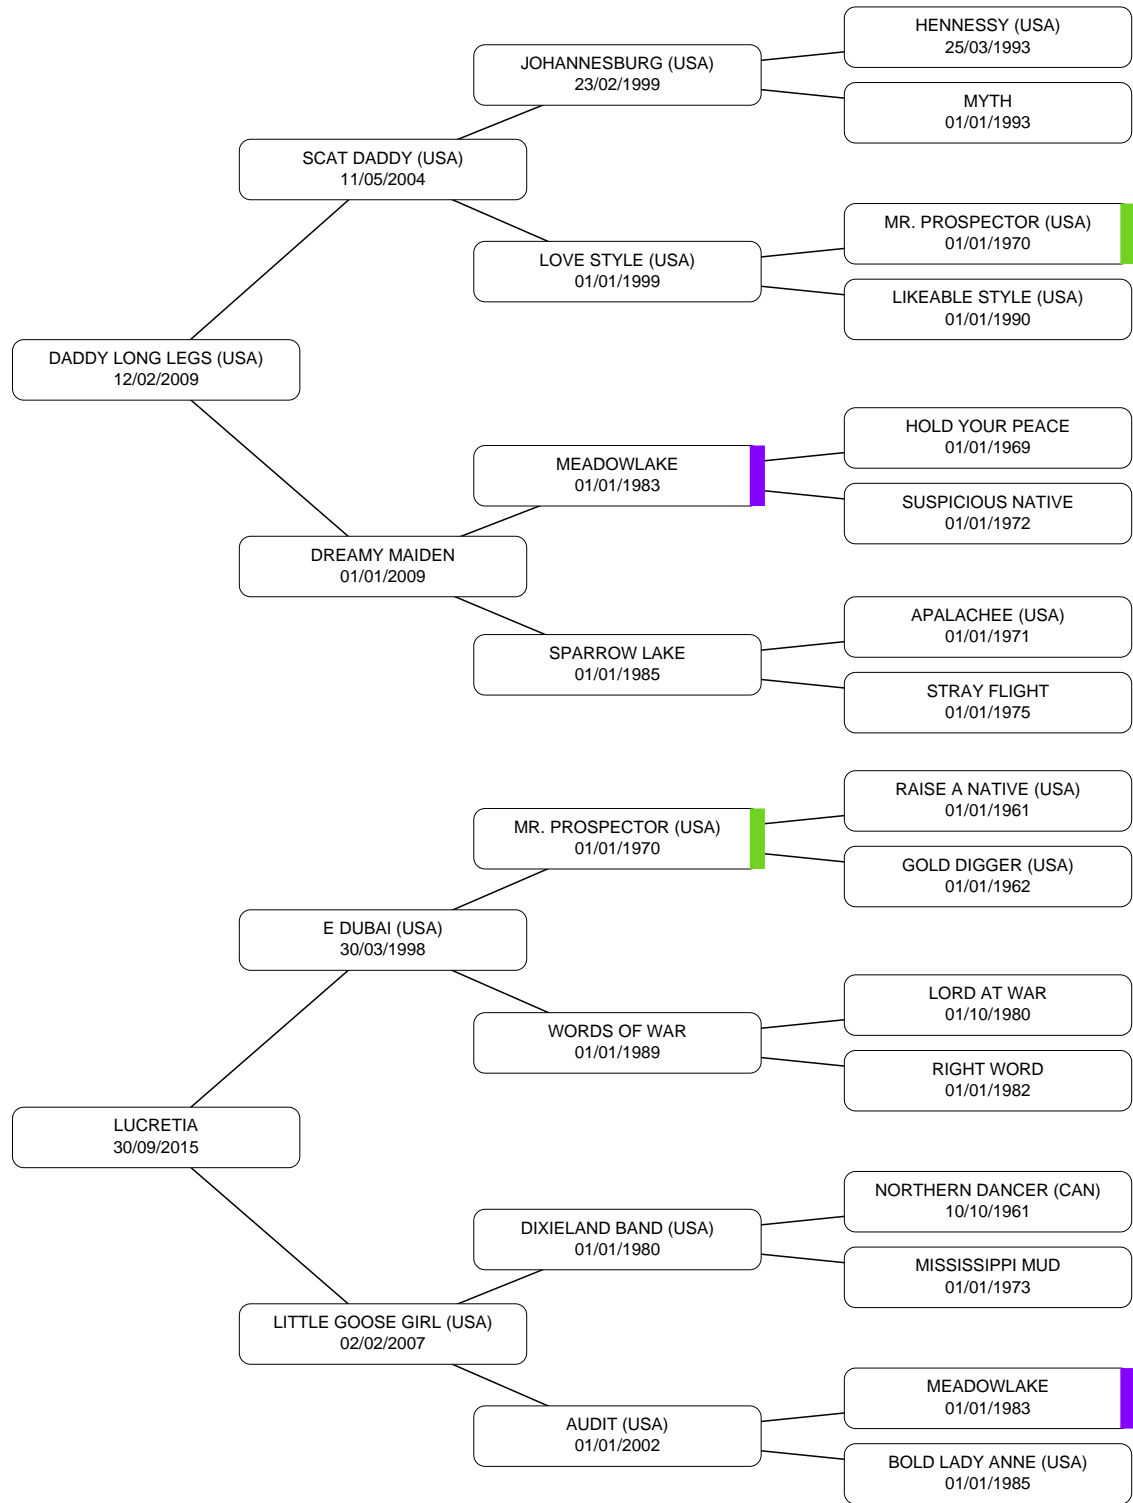 HENNESSY (USA)
25/03/1993
JOHANNESBURG (USA)
23/02/1999
MYTH
01/01/1993
SCAT DADDY (USA)
11/05/2004
MR. PROSPECTOR (USA)
01/01/1970
LOVE STYLE (USA)
01/01/1999
LIKEABLE STYLE (USA)
01/01/1990
DADDY LONG LEGS (USA)
12/02/2009
HOLD YOUR PEACE
01/01/1969
MEADOWLAKE
01/01/1983
SUSPICIOUS NATIVE
01/01/1972
DREAMY MAIDEN
01/01/2009
APALACHEE (USA)
01/01/1971
SPARROW LAKE
01/01/1985
STRAY FLIGHT
01/01/1975
RAISE A NATIVE (USA)
01/01/1961
MR. PROSPECTOR (USA)
01/01/1970
GOLD DIGGER (USA)
01/01/1962
E DUBAI (USA)
30/03/1998
LORD AT WAR
01/10/1980
WORDS OF WAR
01/01/1989
RIGHT WORD
01/01/1982
LUCRETIA
30/09/2015
NORTHERN DANCER (CAN)
10/10/1961
DIXIELAND BAND (USA)
01/01/1980
MISSISSIPPI MUD
01/01/1973
LITTLE GOOSE GIRL (USA)
02/02/2007
MEADOWLAKE
01/01/1983
AUDIT (USA)
01/01/2002
BOLD LADY ANNE (USA)
01/01/1985